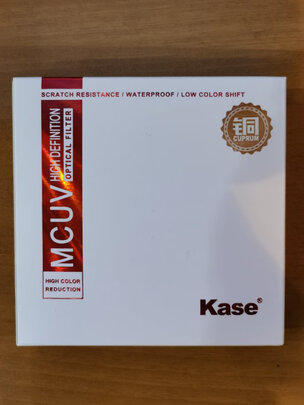 SCRATCH RESISTANCE / WATERPROOF / LOW COLOR SHIFT
MCUV
HIGH DEFINITION
OPTICAL FILTER
HIGH COLOR
REDUCTION
铜
CUPRUM
Kase®